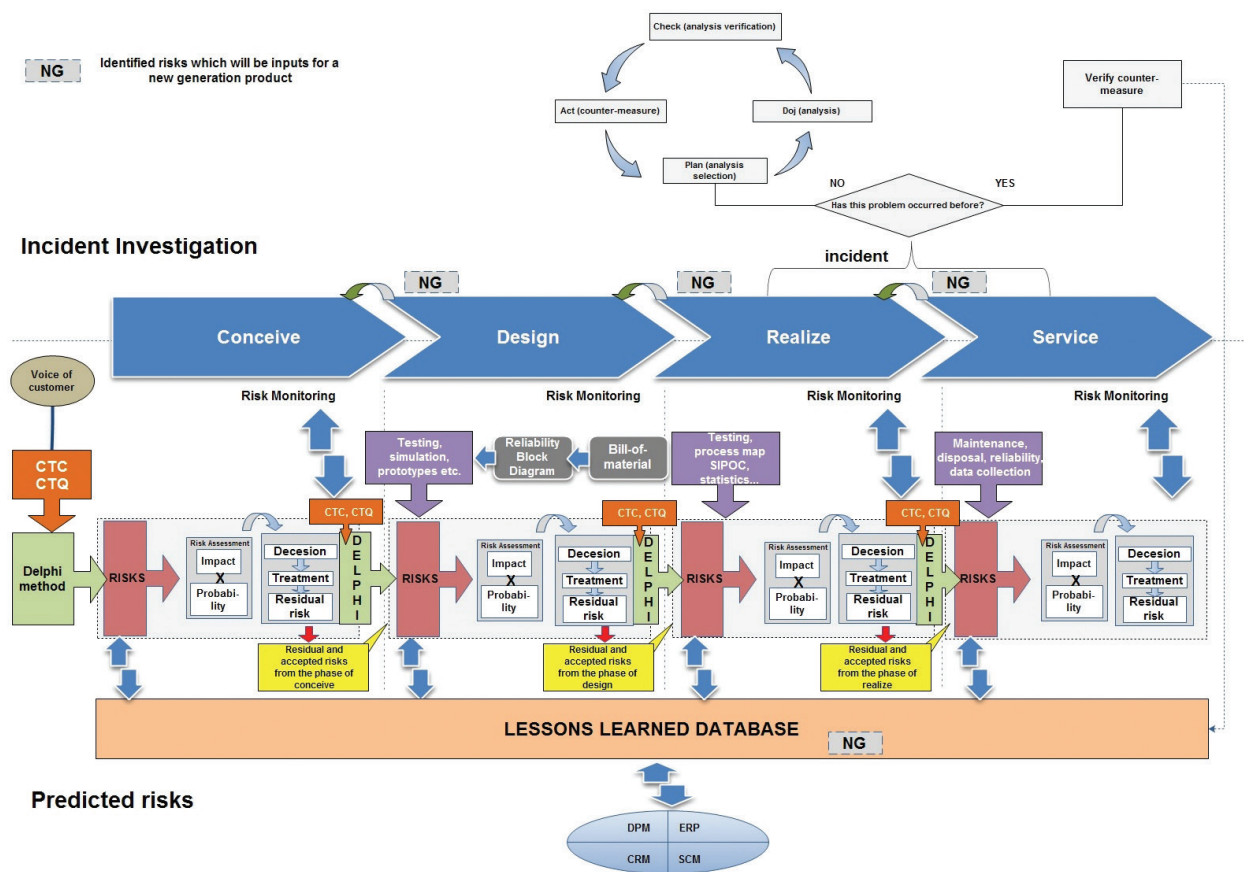 Check (analysis verification)
NG
Identified risks which will be inputs for a
new generation product
Verify counter-
measure
Act (counter-measure)
Doj (analysis)
Plan (analysis
selection)
NO
YES
Has this problem occurred before?
Incident Investigation
incident
NG
NG
NG
Conceive
Design
Realize
Service
Voice of
customer
Risk Monitoring
Risk Monitoring
Risk Monitoring
Risk Monitoring
CTC
CTQ
Testing,
simulation,
prototypes etc.
Reliability
Block
Diagram
Bill-of-
material
Testing,
process map
SIPOC,
statistics...
Maintenance,
disposal, reliability,
data collection
Delphi
method
RISKS
Risk Assessment
Impact
X
Probabi-
lity
Decesion
Treatment
Residual
risk
CTC, CTQ
DELPHI
RISKS
Risk Assessment
Impact
X
Probabi-
lity
Decesion
Treatment
Residual
risk
CTC, CTQ
DELPHI
RISKS
Risk Assessment
Impact
X
Probabi-
lity
Decesion
Treatment
Residual
risk
CTC, CTQ
DELPHI
RISKS
Risk Assessment
Impact
X
Probabi-
lity
Decesion
Treatment
Residual
risk
Residual and
accepted risks
from the phase of
conceive
Residual and
accepted risks
from the phase of
design
Residual and
accepted risks
from the phase of
realize
LESSONS LEARNED DATABASE
NG
Predicted risks
DPM
ERP
CRM
SCM